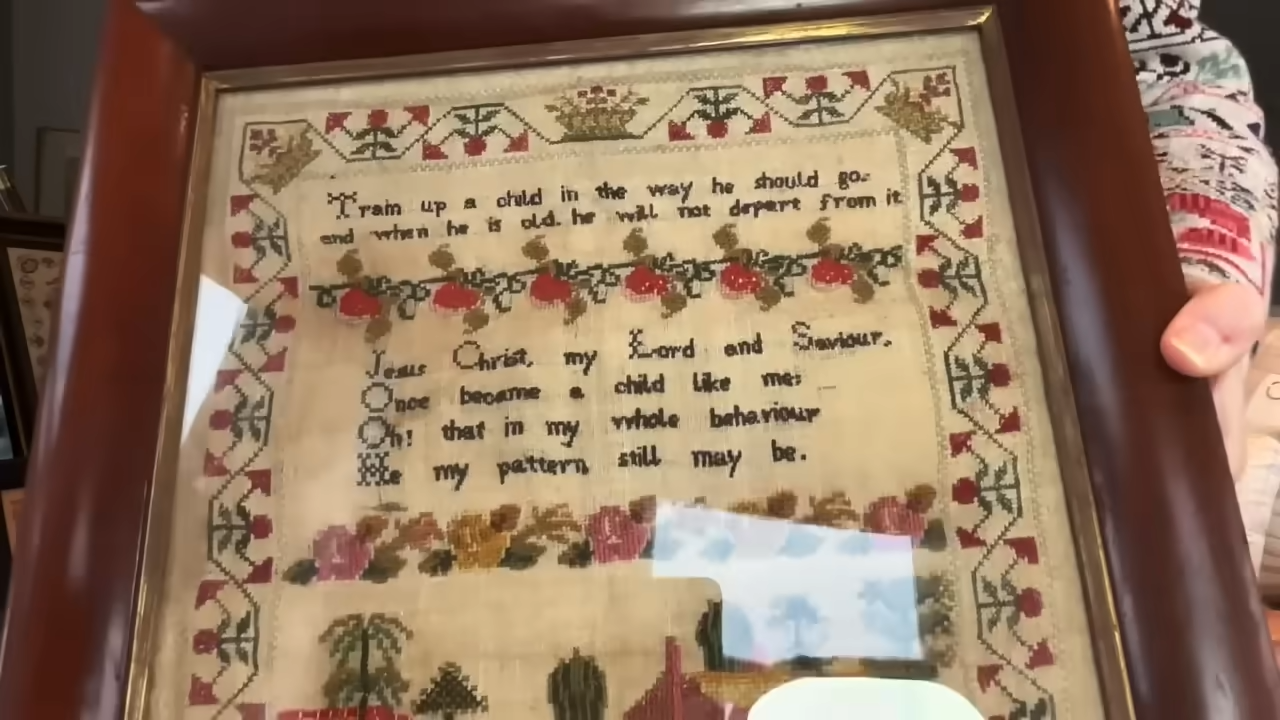 Train up a child in the way he should go.
and when he is old. he will not depart from it
Jesus Christ, my Lord and Saviour.
Once became a child like me;
Oh! that in my whole behaviour
He my pattern still may be.